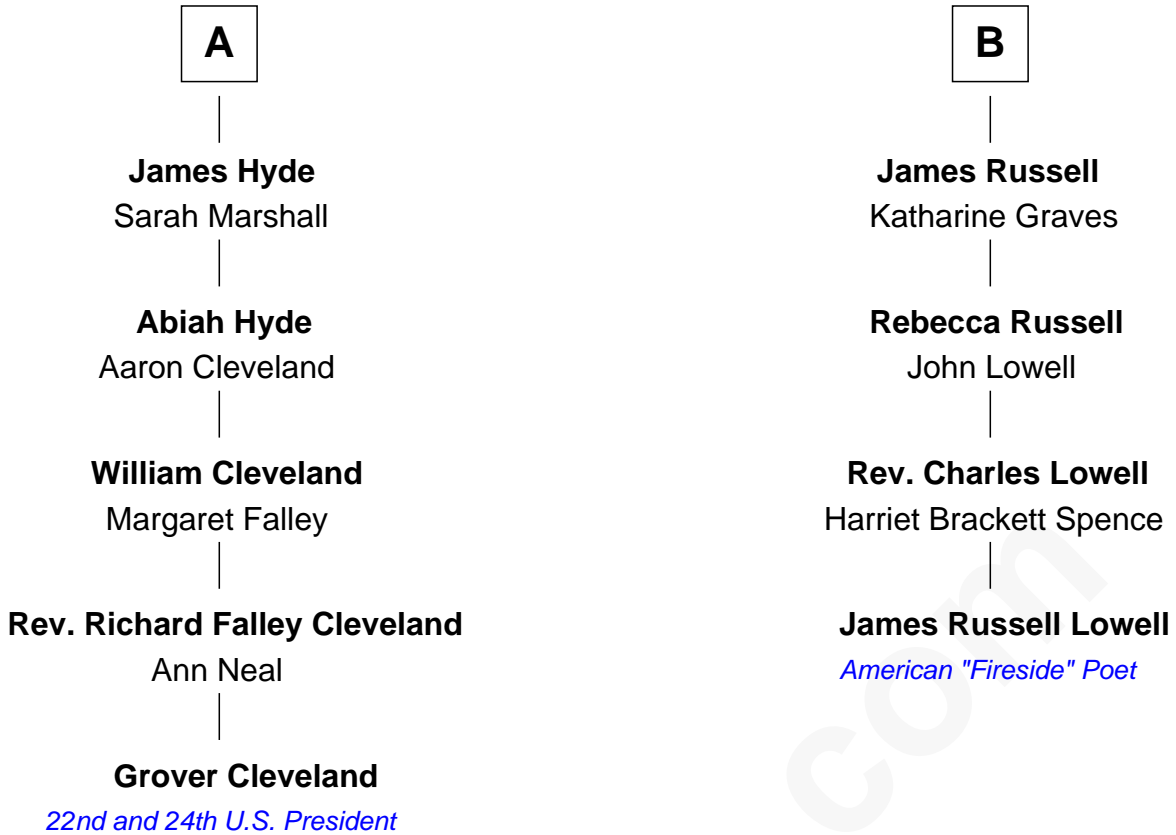 A
James Hyde
Sarah Marshall
Abiah Hyde
Aaron Cleveland
William Cleveland
Margaret Falley
Rev. Richard Falley Cleveland
Ann Neal
Grover Cleveland
22nd and 24th U.S. President
B
James Russell
Katharine Graves
Rebecca Russell
John Lowell
Rev. Charles Lowell
Harriet Brackett Spence
James Russell Lowell
American "Fireside" Poet
com